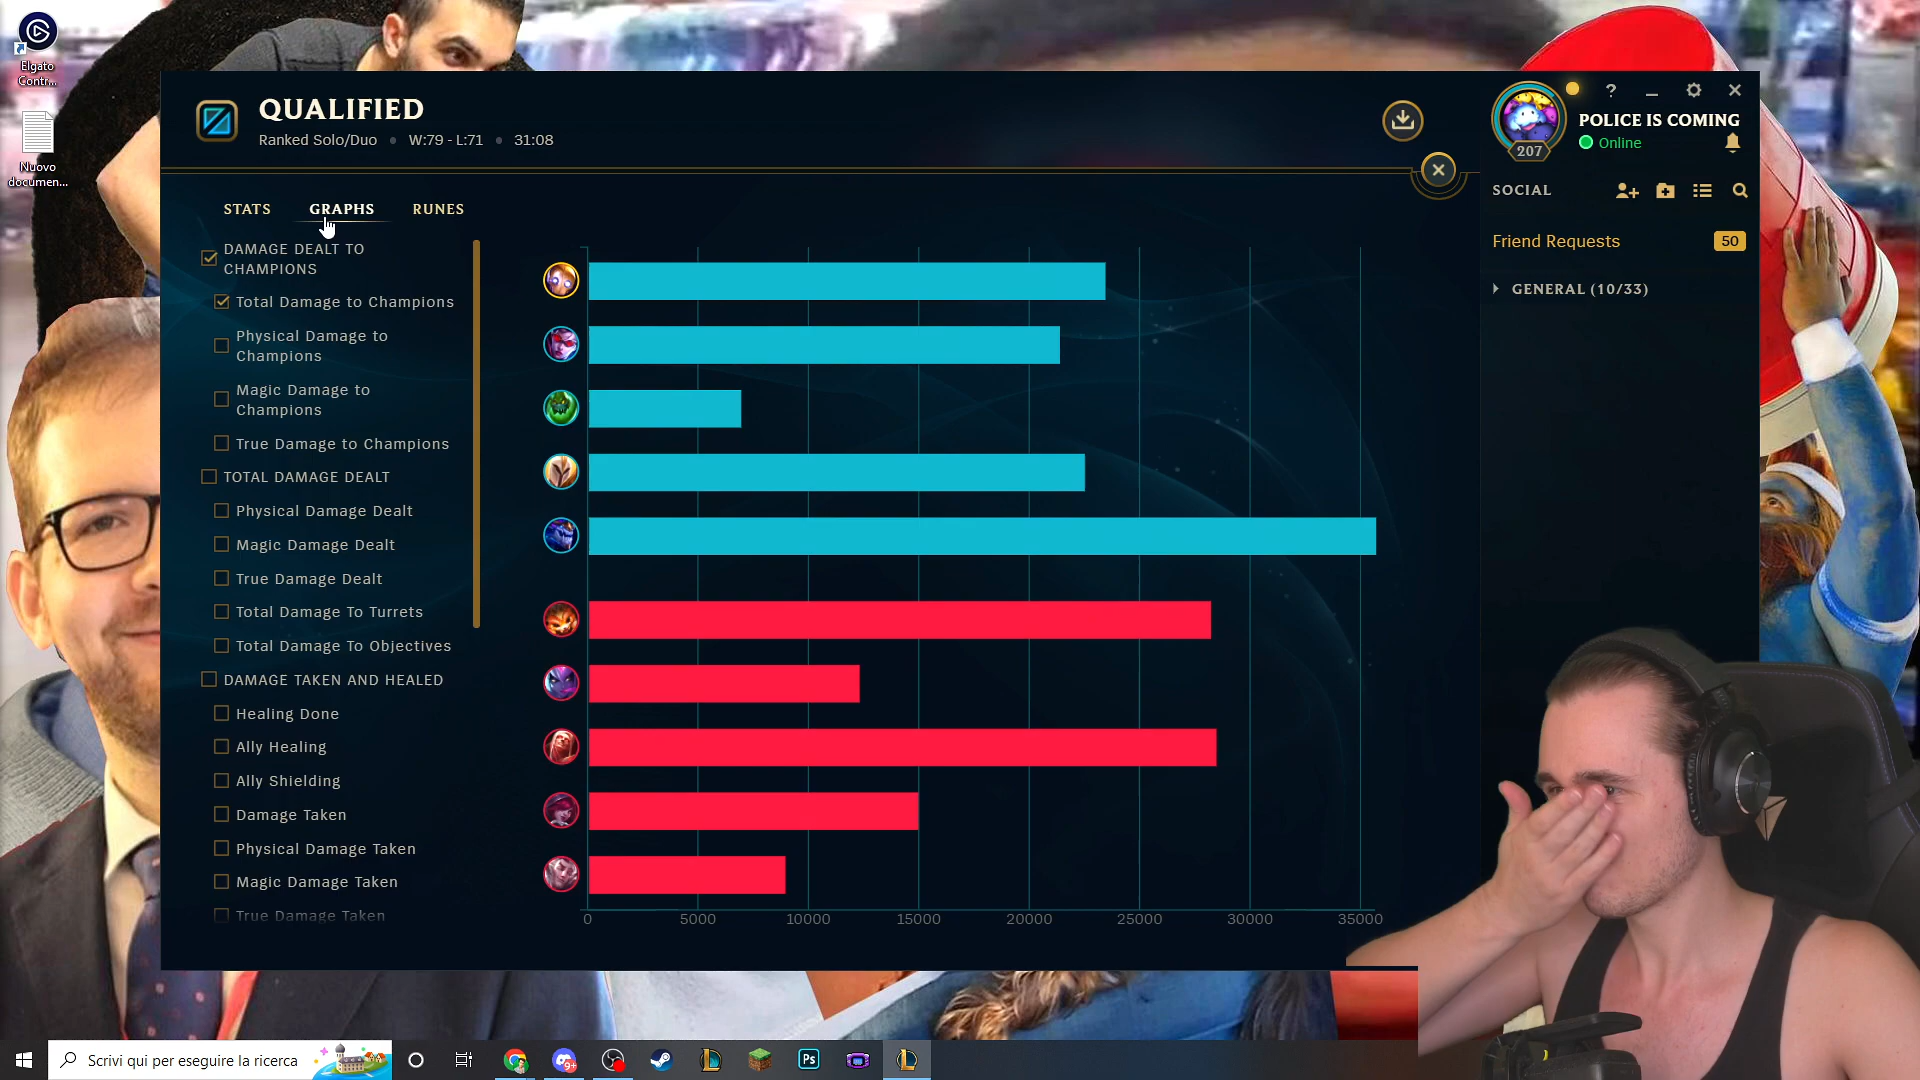 Elgato
Contr...
Nuovo
documen...
QUALIFIED
Ranked Solo/Duo • W:79 - L:71 • 31:08
STATS
GRAPHS
RUNES
DAMAGE DEALT TO
CHAMPIONS
Total Damage to Champions
Physical Damage to
Champions
Magic Damage to
Champions
True Damage to Champions
TOTAL DAMAGE DEALT
Physical Damage Dealt
Magic Damage Dealt
True Damage Dealt
Total Damage To Turrets
Total Damage To Objectives
DAMAGE TAKEN AND HEALED
Healing Done
Ally Healing
Ally Shielding
Damage Taken
Physical Damage Taken
Magic Damage Taken
True Damage Taken
0 5000 10000 15000 20000 25000 30000 35000
?
207
POLICE IS COMING
Online
SOCIAL
Friend Requests 50
GENERAL (10/33)
Scrivi qui per eseguire la ricerca
9+
Ps